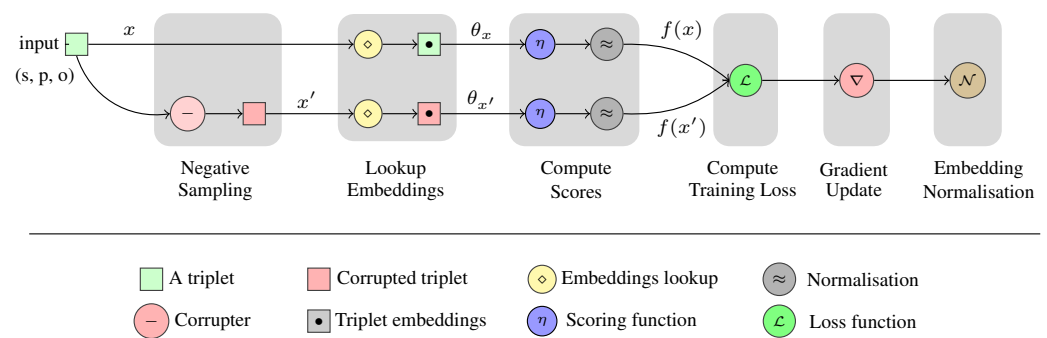 input
(s, p, o)
x
x′
−
⋄
•
⋄
•
θx
θx′
η
≈
η
≈
f(x)
f(x′)
ℒ
∇
𝒩
Negative
Sampling
Lookup
Embeddings
Compute
Scores
Compute
Training Loss
Gradient
Update
Embedding
Normalisation
A triplet
Corrupted triplet
⋄ Embeddings lookup
≈ Normalisation
− Corrupter
• Triplet embeddings
η Scoring function
ℒ Loss function